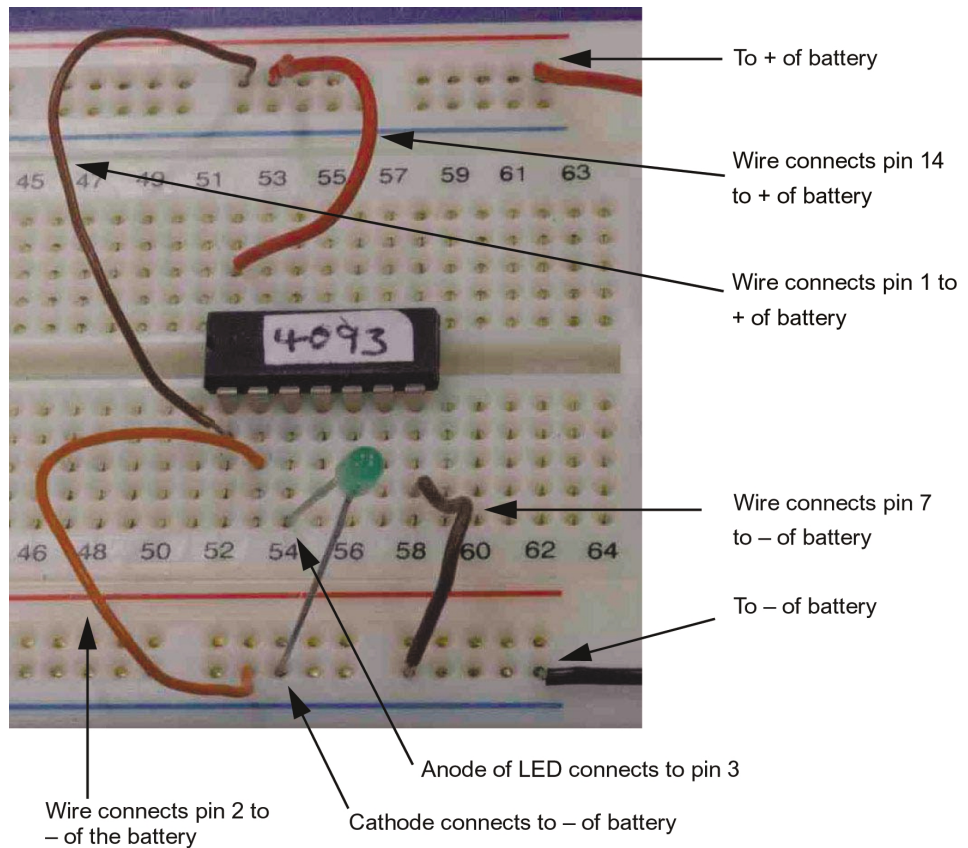 To + of battery
Wire connects pin 14
to + of battery
45 47 49 51 53 55 57 59 61 63
Wire connects pin 1 to
+ of battery
4093
Wire connects pin 7
to – of battery
46 48 50 52 54 56 58 60 62 64
To – of battery
Anode of LED connects to pin 3
Wire connects pin 2 to
– of the battery
Cathode connects to – of battery